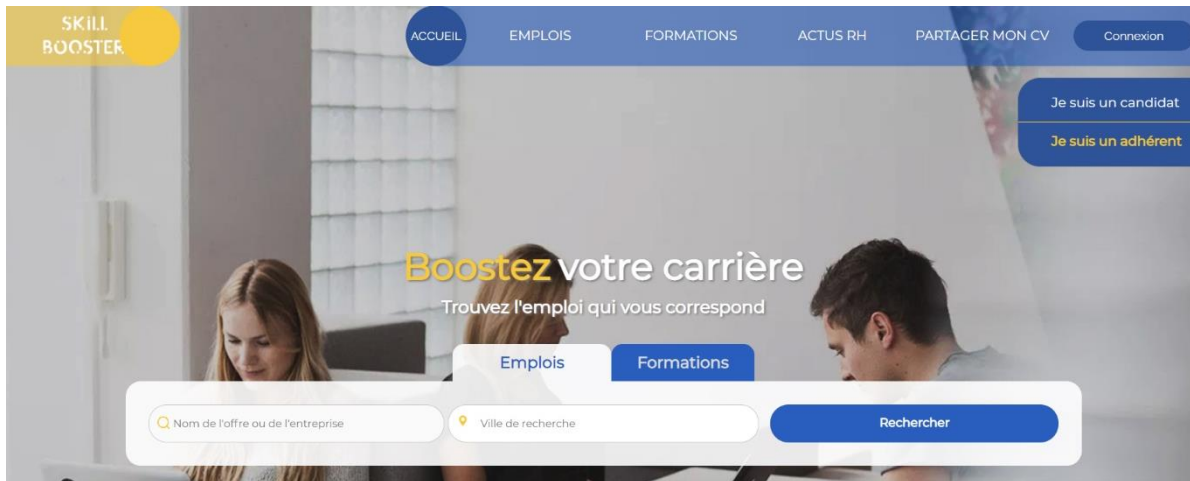 SKILL
BOOSTER
ACCUEIL EMPLOIS FORMATIONS ACTUS RH PARTAGER MON CV Connexion
Je suis un candidat
Je suis un adhérent
Boostez votre carrière
Trouvez l'emploi qui vous correspond
Emplois Formations
Nom de l'offre ou de l'entreprise Ville de recherche Rechercher